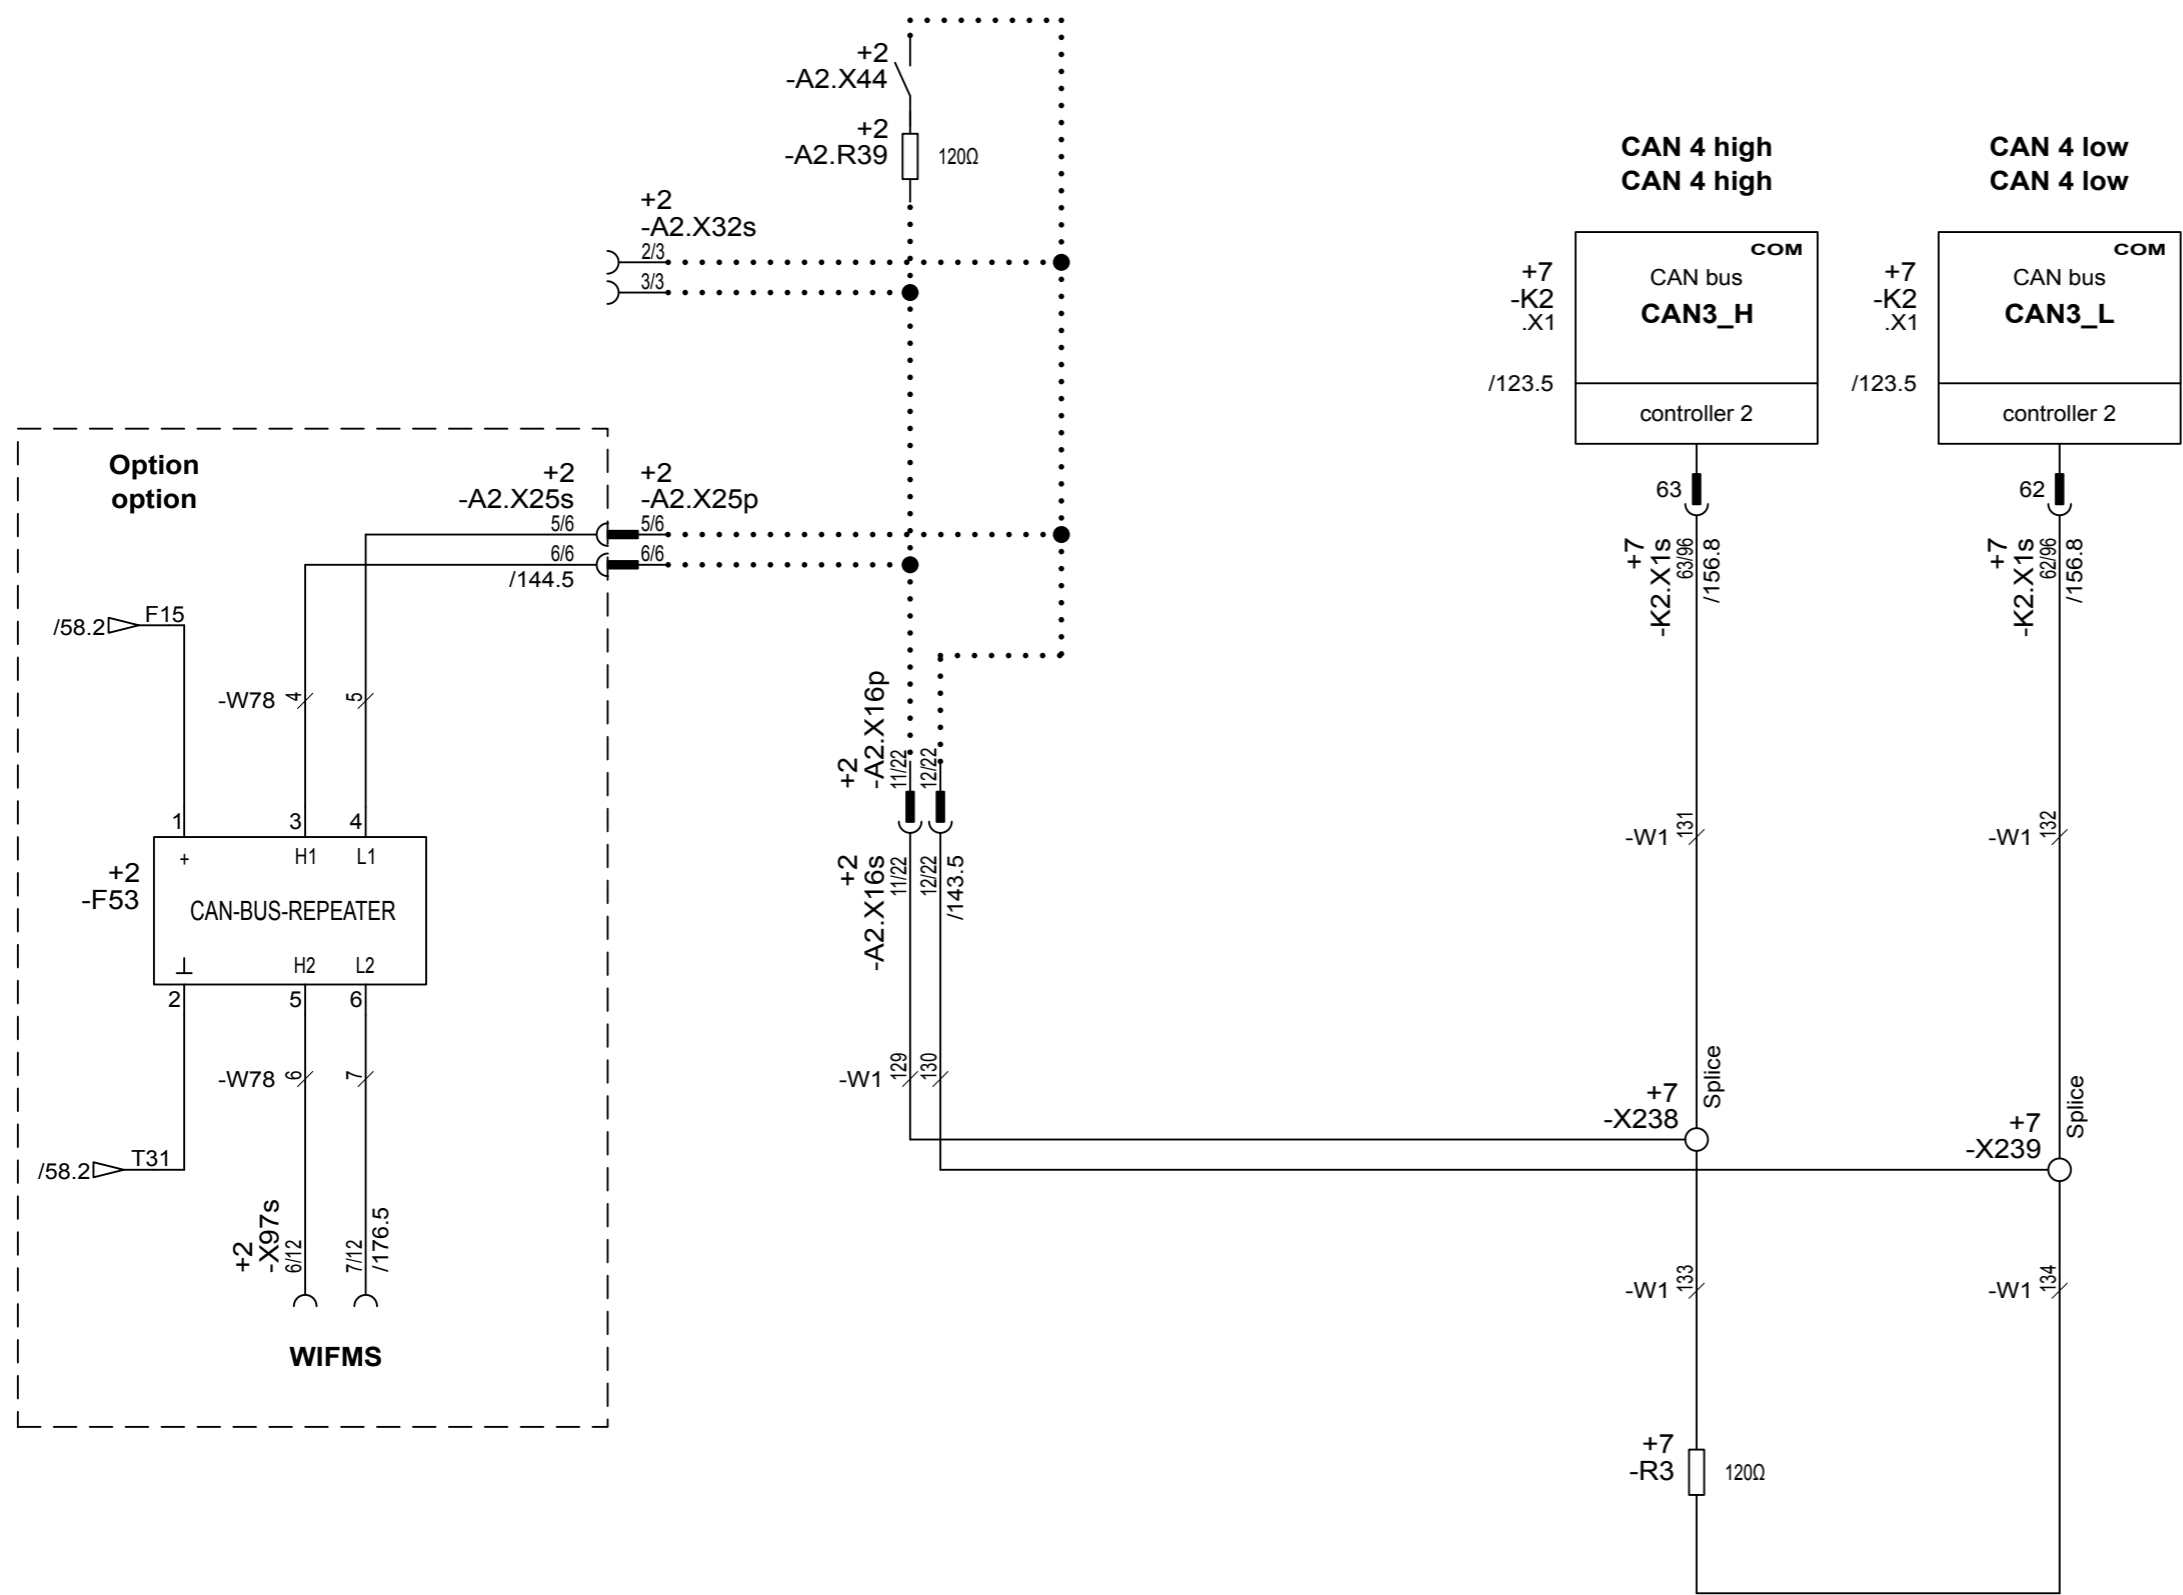 +2
-A2.X44
+2
-A2.R39
120Ω
+2
-A2.X32s
2/3
3/3
CAN 4 high
CAN 4 high
CAN 4 low
CAN 4 low
+7
-K2
.X1
/123.5
COM
CAN bus
CAN3_H
controller 2
+7
-K2
.X1
/123.5
COM
CAN bus
CAN3_L
controller 2
63
+7
-K2.X1s
63/96
/156.8
62
+7
-K2.X1s
62/96
/156.8
Option
option
+2
-A2.X25s
5/6
6/6
/144.5
+2
-A2.X25p
5/6
6/6
/58.2
F15
-W78
4
5
1
3
4
+
H1
L1
+2
-F53
CAN-BUS-REPEATER
⊥
H2
L2
2
5
6
-W78
6
7
/58.2
T31
+2
-X97s
6/12
7/12
/176.5
WIFMS
+2
-A2.X16p
11/22
12/22
+2
-A2.X16s
11/22
12/22
/143.5
-W1
129
130
-W1
131
-W1
132
+7
-X238
Splice
+7
-X239
Splice
-W1
133
-W1
134
+7
-R3
120Ω